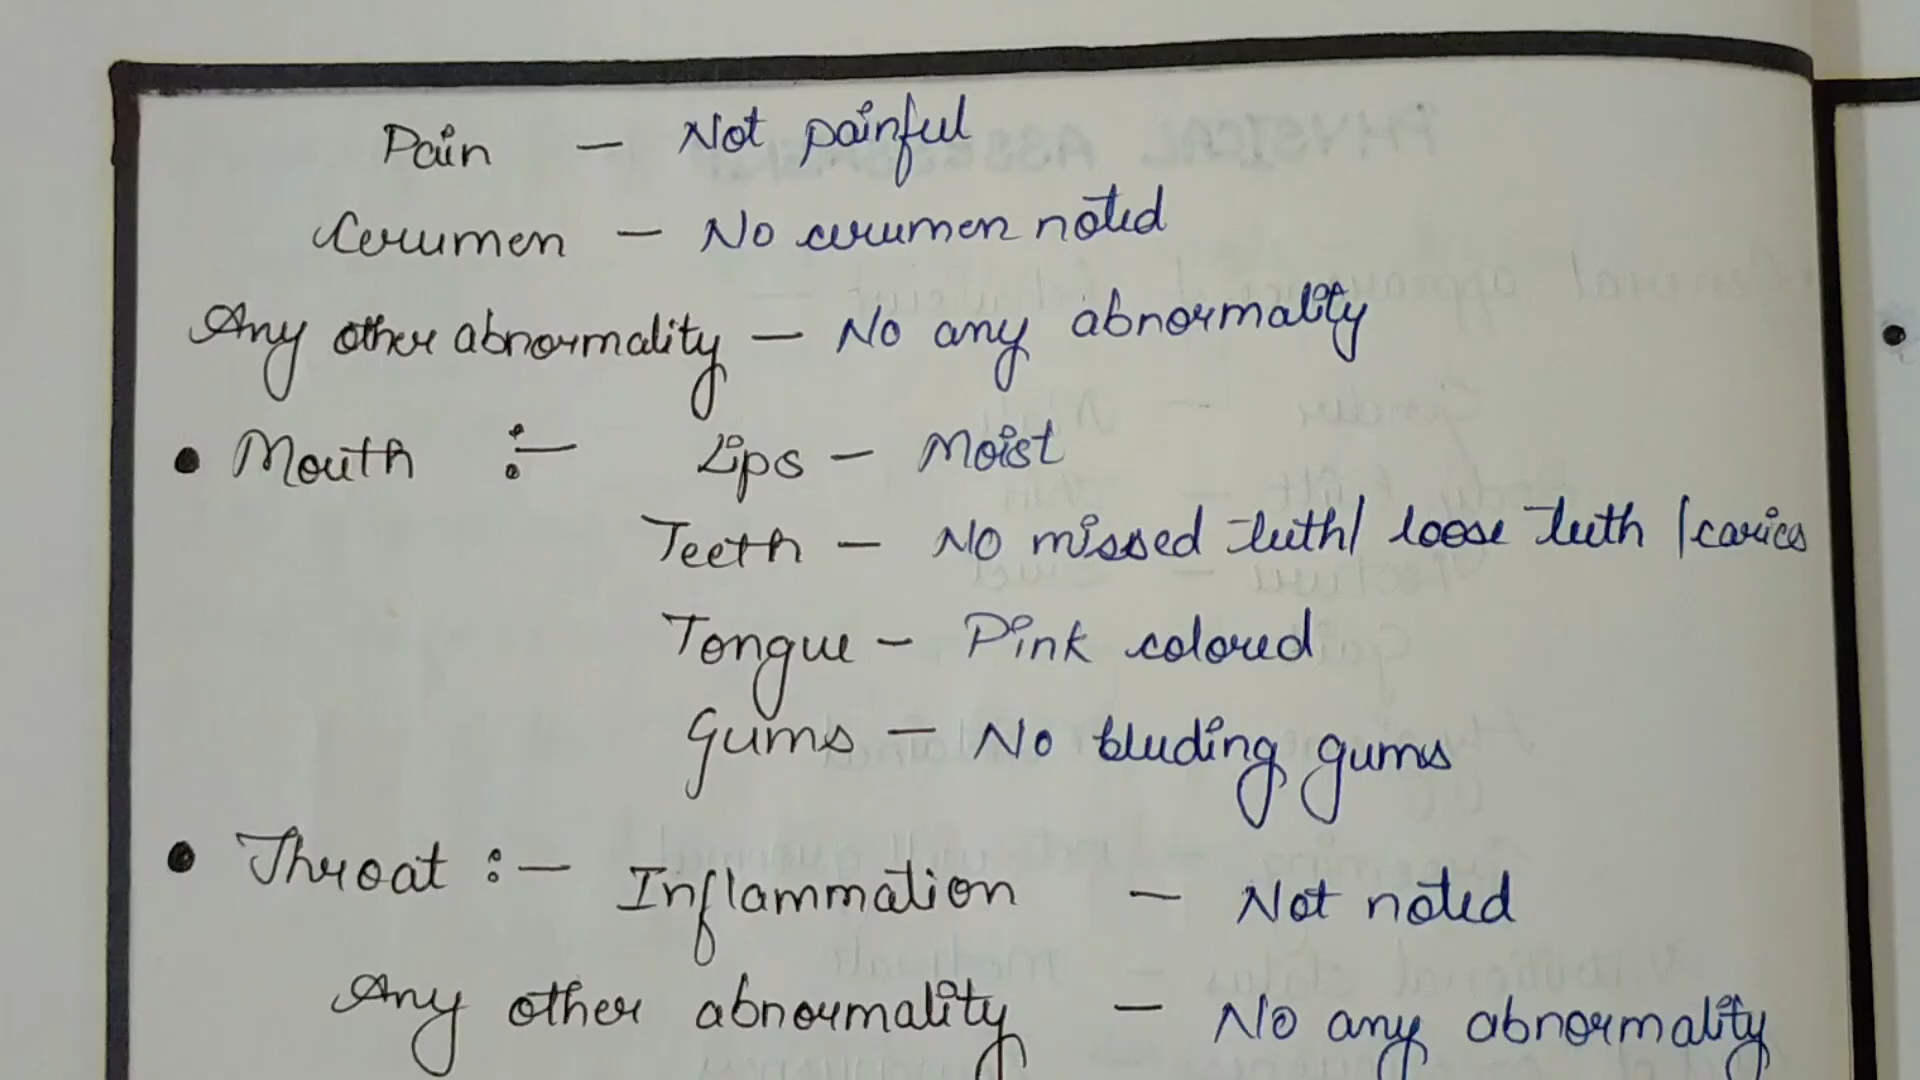 Pain — Not painful
Cerumen — No cerumen noted
Any other abnormality — No any abnormality
• Mouth :- Lips — Moist
Teeth — No missed teeth/ loose teeth /caries
Tongue — Pink colored
Gums — No bleeding gums
• Throat :- Inflammation — Not noted
Any other abnormality — No any abnormality